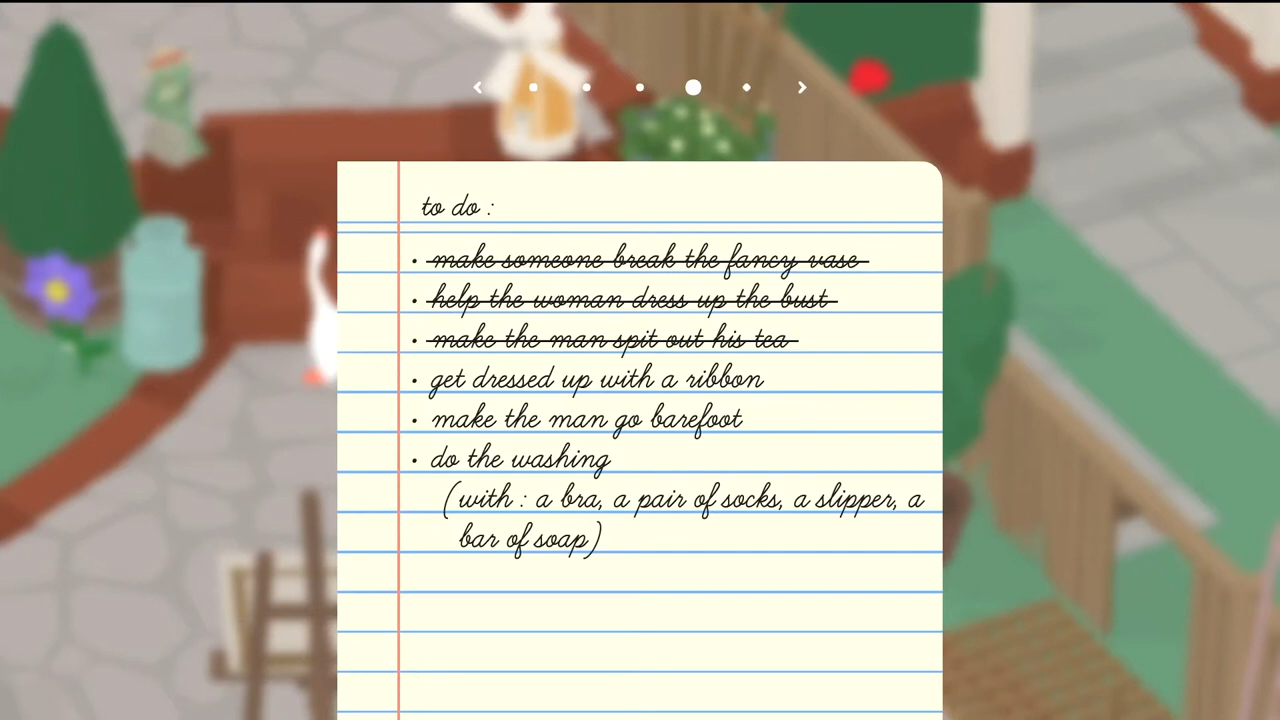 to do :
• make someone break the fancy vase
• help the woman dress up the bust
• make the man spit out his tea
• get dressed up with a ribbon
• make the man go barefoot
• do the washing
(with : a bra, a pair of socks, a slipper, a
bar of soap)